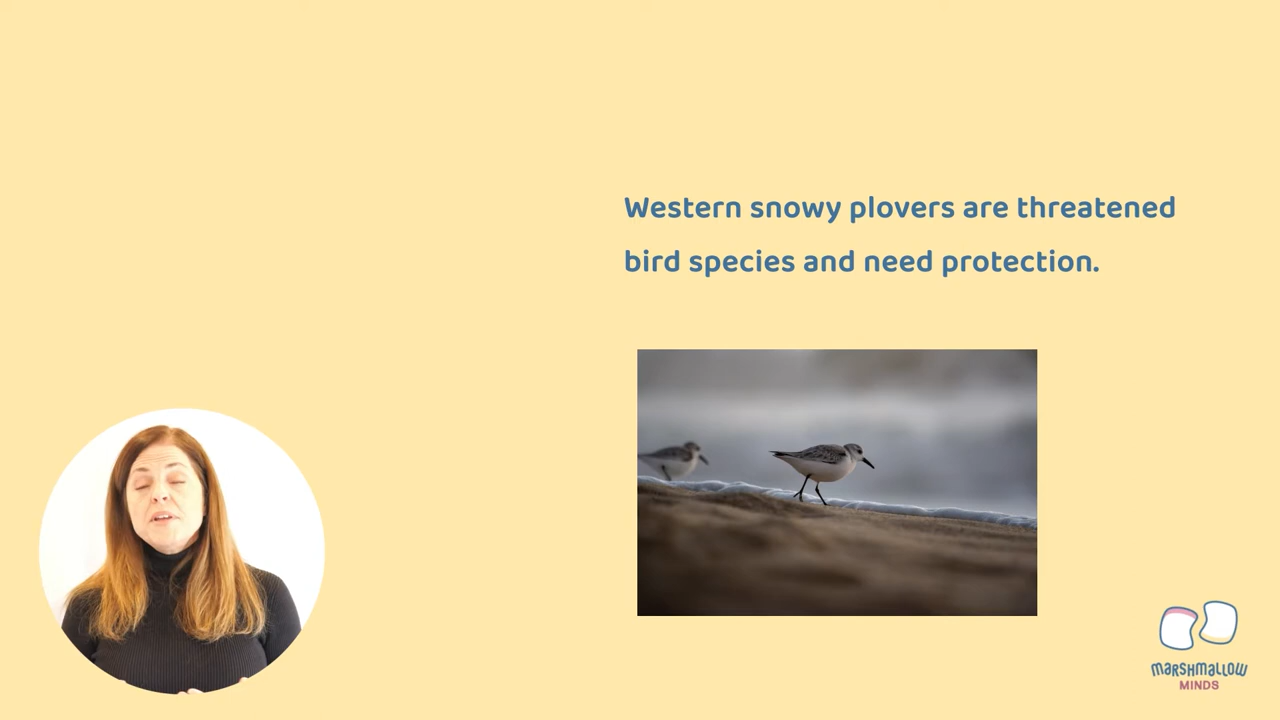 Western snowy plovers are threatened
bird species and need protection.
MARSHMALLOW
MINDS